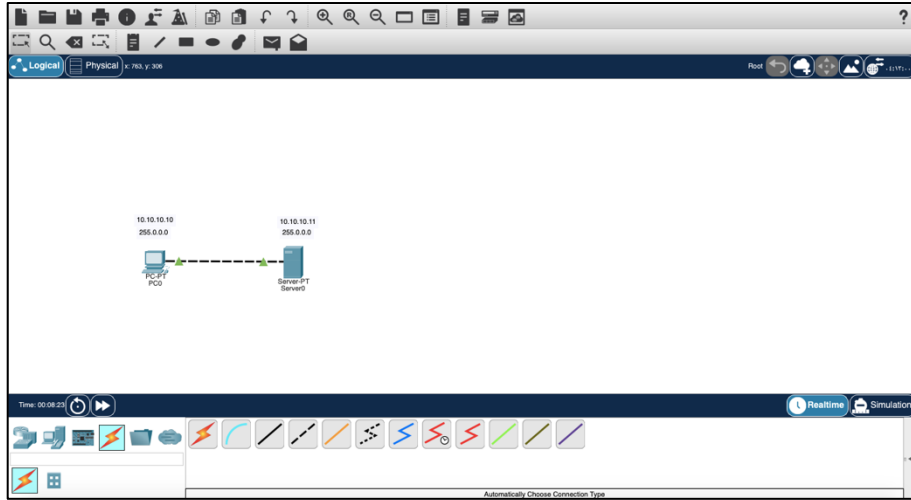 ?
Logical
Physical
x: 763, y: 306
Root
10.10.10.10
255.0.0.0
10.10.10.11
255.0.0.0
PC-PT
PC0
Server-PT
Server0
Time: 00:08:23
Realtime
Simulation
Automatically Choose Connection Type